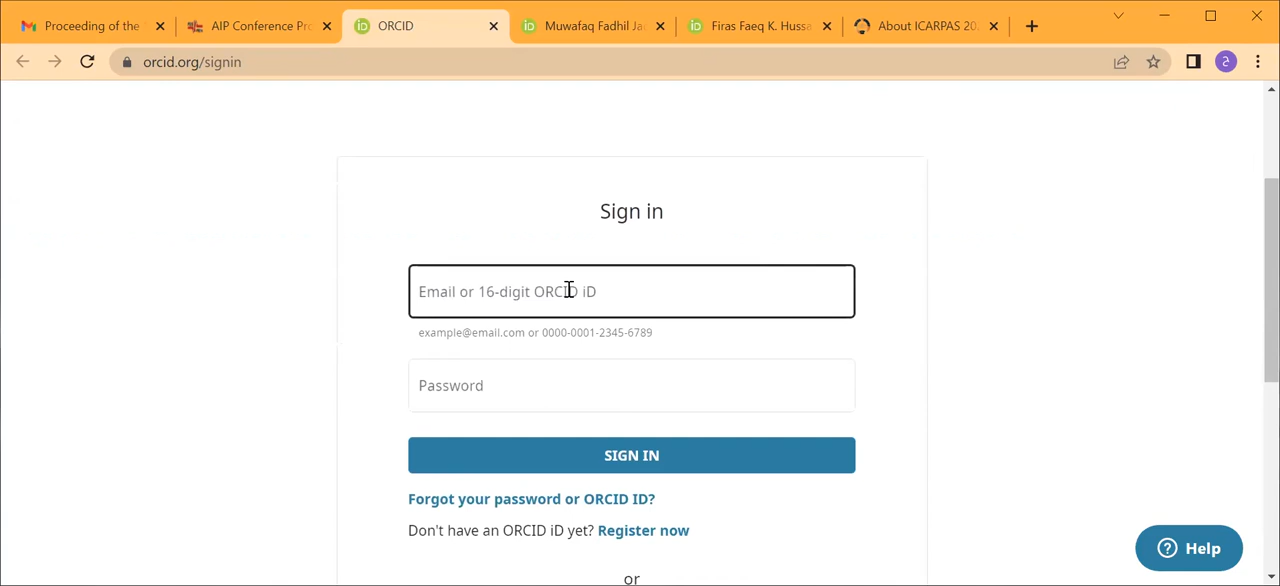 Proceeding of the
AIP Conference Pro
ORCID
Muwafaq Fadhil Ja
Firas Faeq K. Hussa
About ICARPAS 202
orcid.org/signin
Sign in
Email or 16-digit ORCID iD
example@email.com or 0000-0001-2345-6789
Password
SIGN IN
Forgot your password or ORCID ID?
Don't have an ORCID iD yet? Register now
or
Help